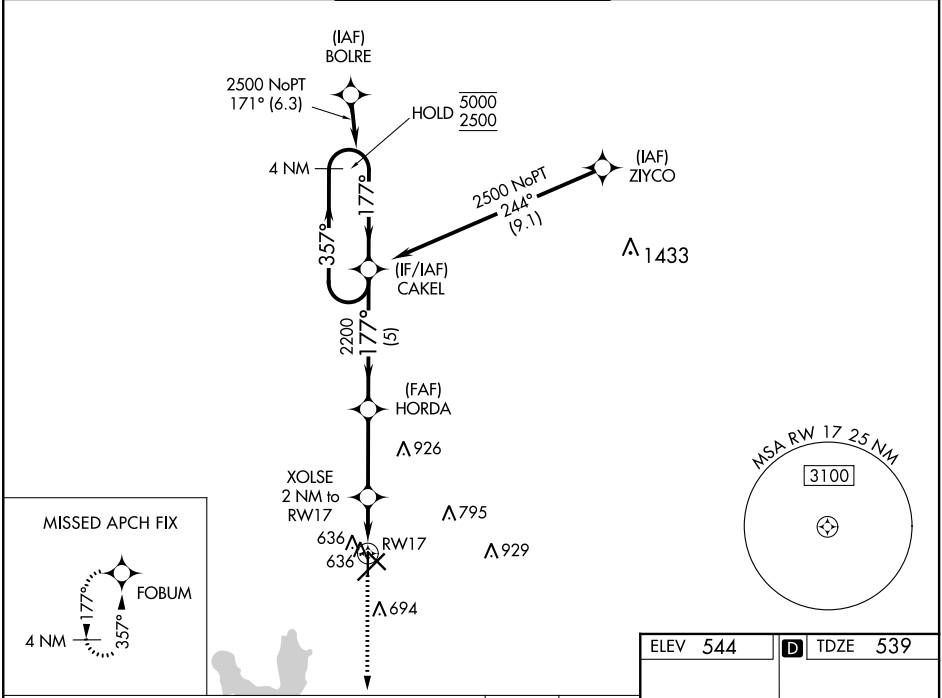 (IAF)
BOLRE
2500 NoPT
171° (6.3)
HOLD 5000
2500
4 NM
177°
357°
(IAF)
ZIYCO
2500 NoPT
244°
(9.1)
1433
(IF/IAF)
CAKEL
2200
177°
(5)
(FAF)
HORDA
926
XOLSE
2 NM to
RW17
795
636
RW17
636
929
694
MSA RW 17 25 NM
3100
MISSED APCH FIX
FOBUM
177°
357°
4 NM
ELEV 544
D TDZE 539